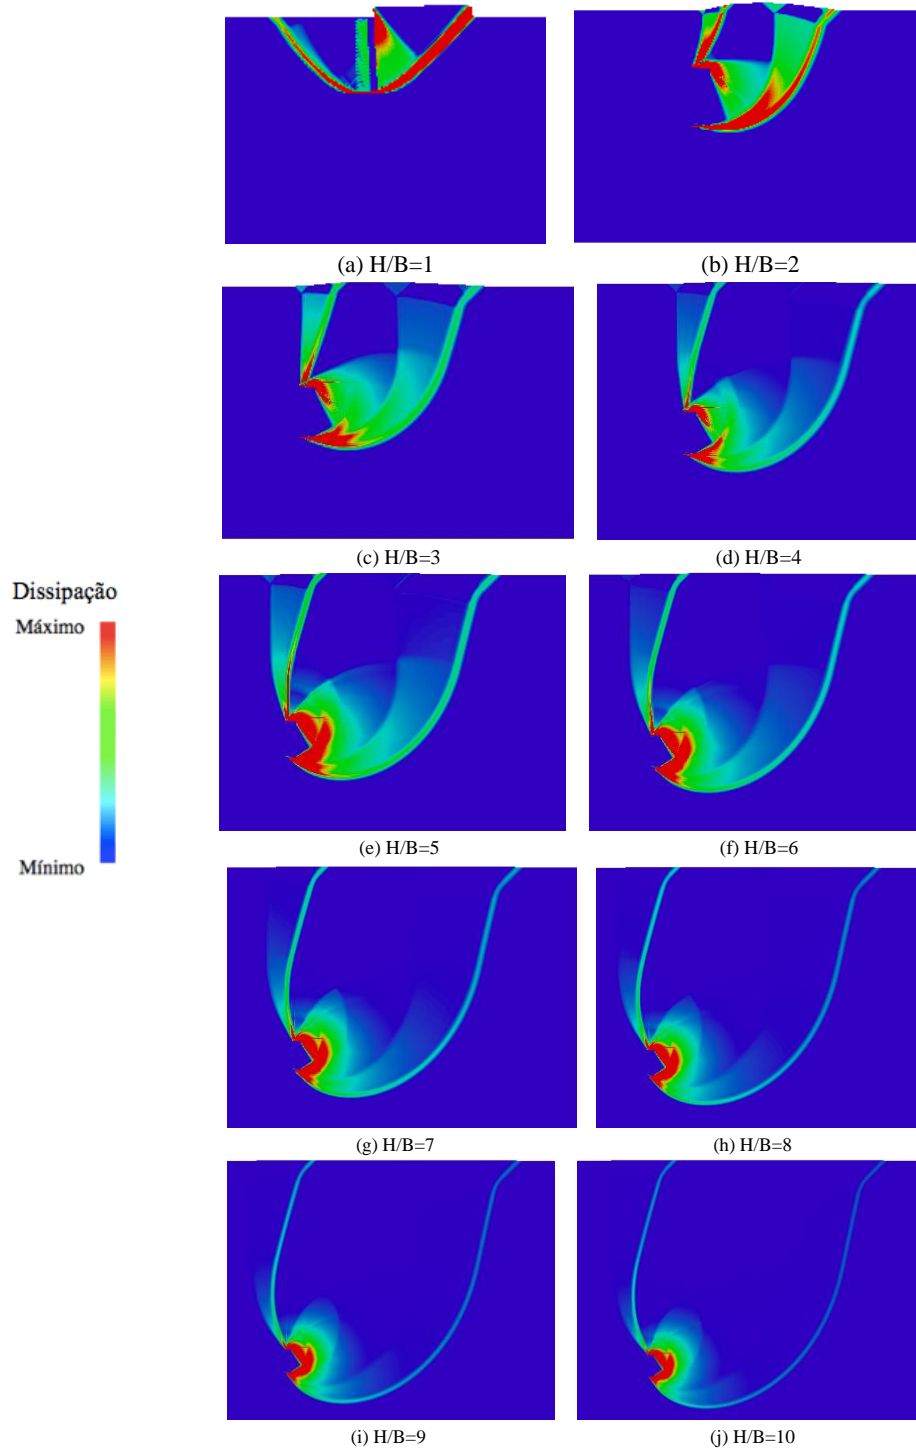 (a) H/B=1
(b) H/B=2
(c) H/B=3
(d) H/B=4
Dissipação
Máximo
Mínimo
(e) H/B=5
(f) H/B=6
(g) H/B=7
(h) H/B=8
(i) H/B=9
(j) H/B=10